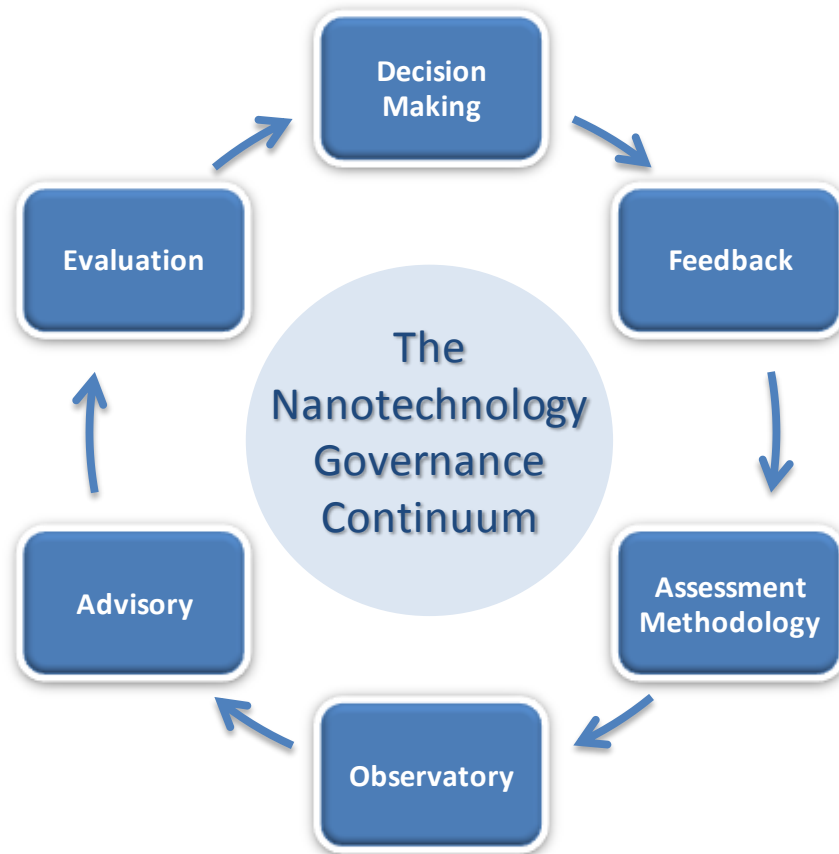 Decision
Making
Feedback
Assessment
Methodology
Observatory
Advisory
Evaluation
The
Nanotechnology
Governance
Continuum